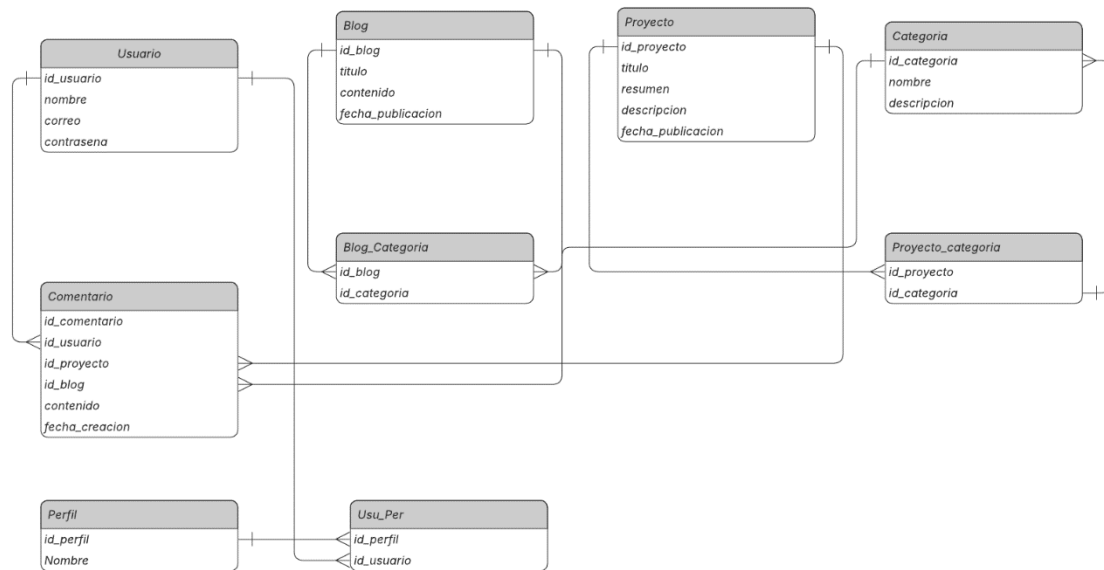 Usuario
id_usuario
nombre
correo
contrasena
Blog
id_blog
titulo
contenido
fecha_publicacion
Proyecto
id_proyecto
titulo
resumen
descripcion
fecha_publicacion
Categoria
id_categoria
nombre
descripcion
Blog_Categoria
id_blog
id_categoria
Proyecto_categoria
id_proyecto
id_categoria
Comentario
id_comentario
id_usuario
id_proyecto
id_blog
contenido
fecha_creacion
Perfil
id_perfil
Nombre
Usu_Per
id_perfil
id_usuario